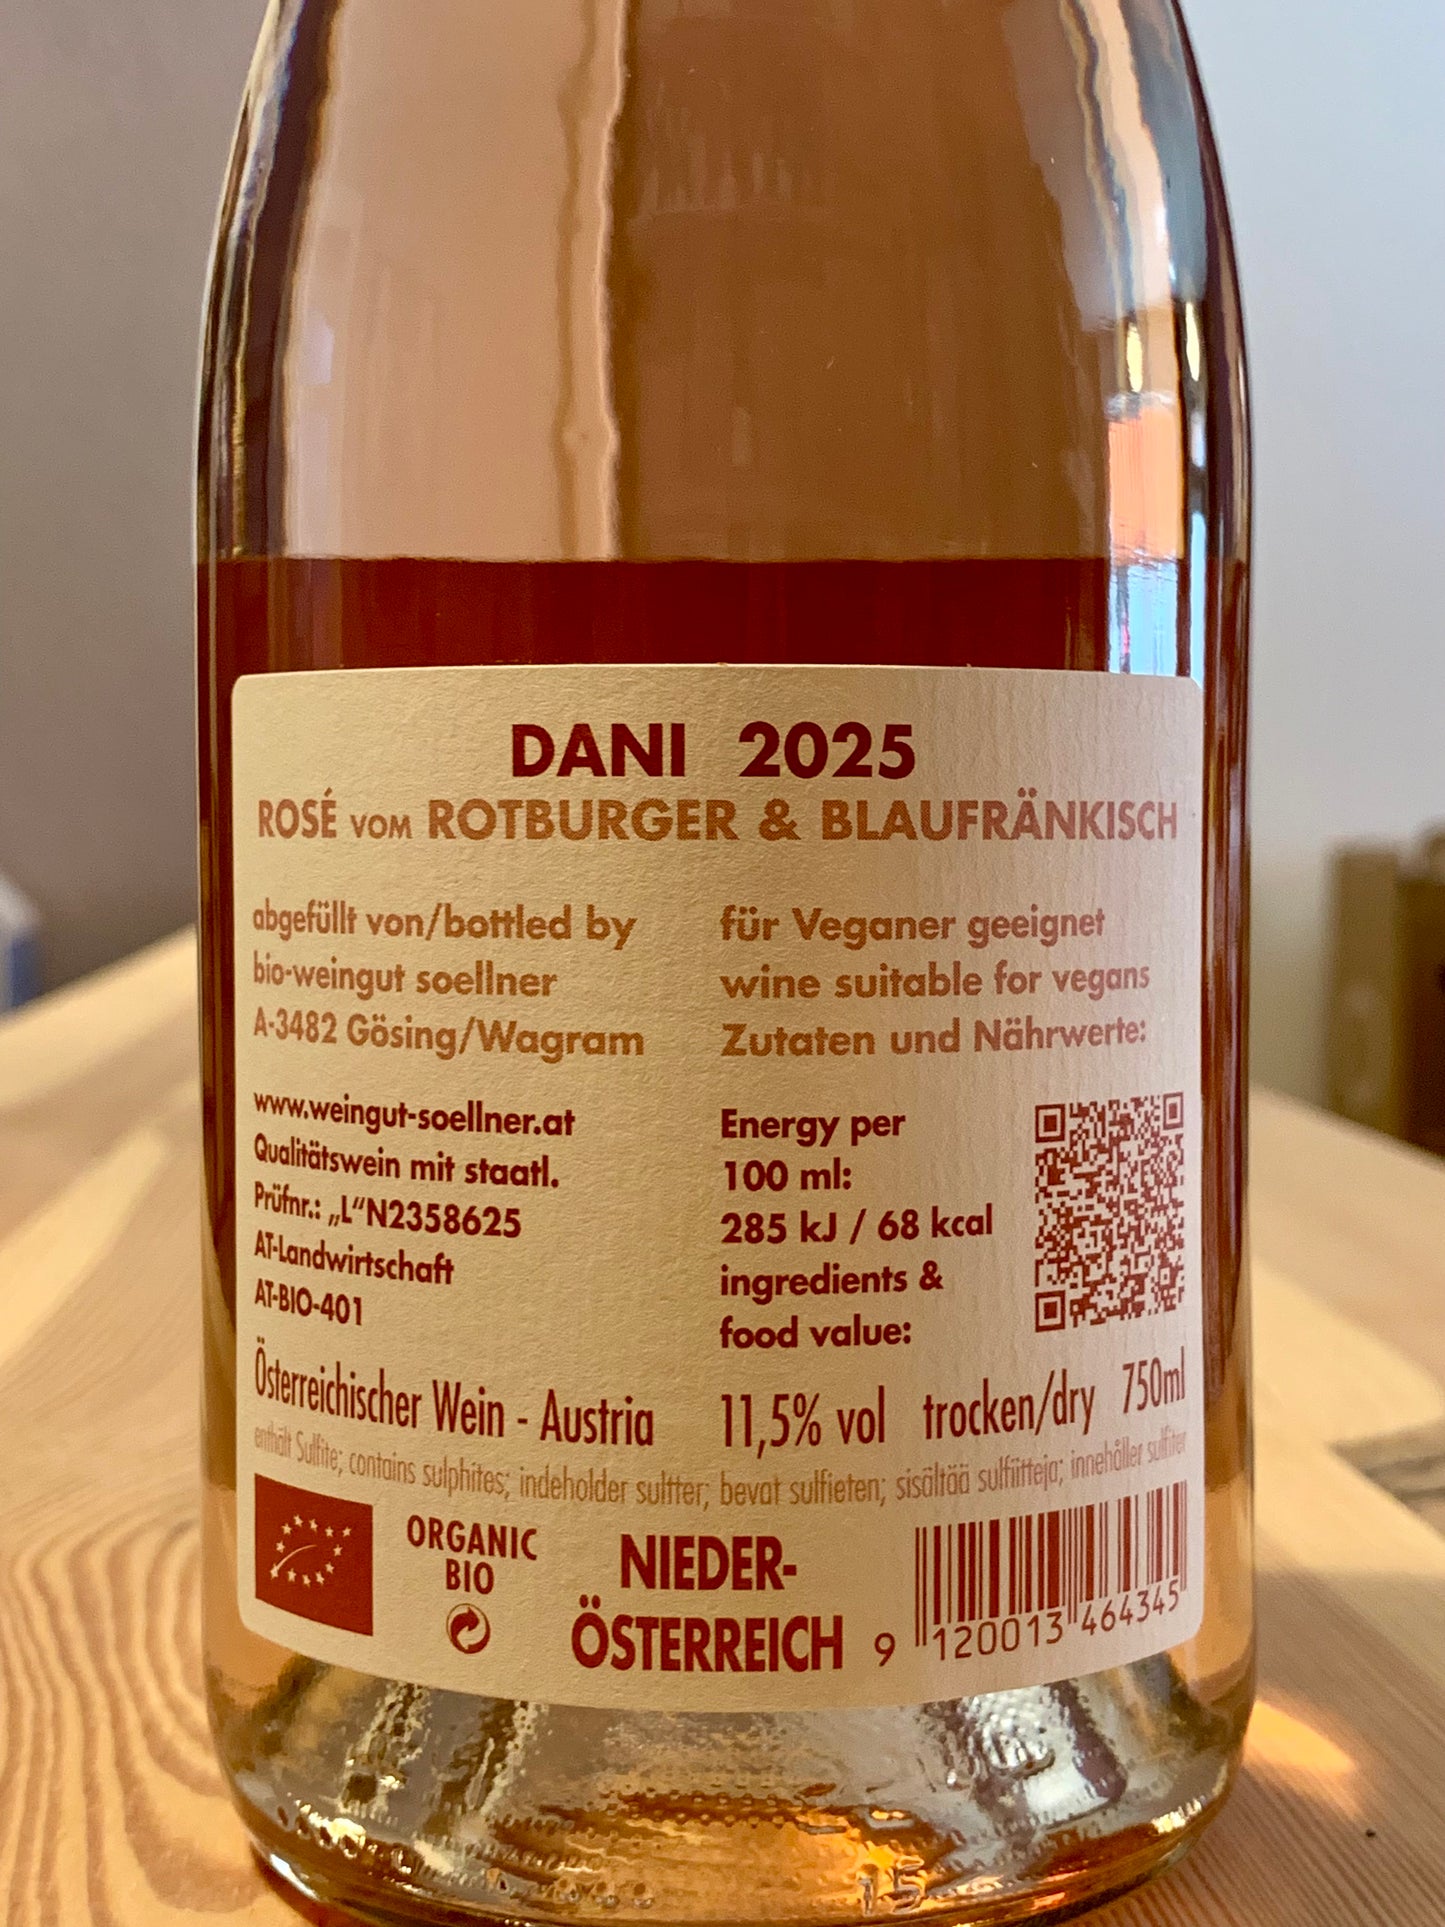 DANI 2025
ROSÉ VOM ROTBURGER & BLAUFRÄNKISCH
abgefüllt von/bottled by
bio-weingut soellner
A-3482 Gösing/Wagram
für Veganer geeignet
wine suitable for vegans
Zutaten und Nährwerte:
www.weingut-soellner.at
Qualitätswein mit staatl.
Prüfnr.: „L“N2358625
AT-Landwirtschaft
AT-BIO-401
Energy per
100 ml:
285 kJ / 68 kcal
ingredients &
food value:
Österreichischer Wein - Austria 11,5% vol trocken/dry 750ml
enthält Sulfite; contains sulphites; indeholder sulfter; bevat sulfieten; sisältää sulfiitteja; innehåller sulfiter
ORGANIC
BIO
NIEDER-
ÖSTERREICH
9 120013 464345
15